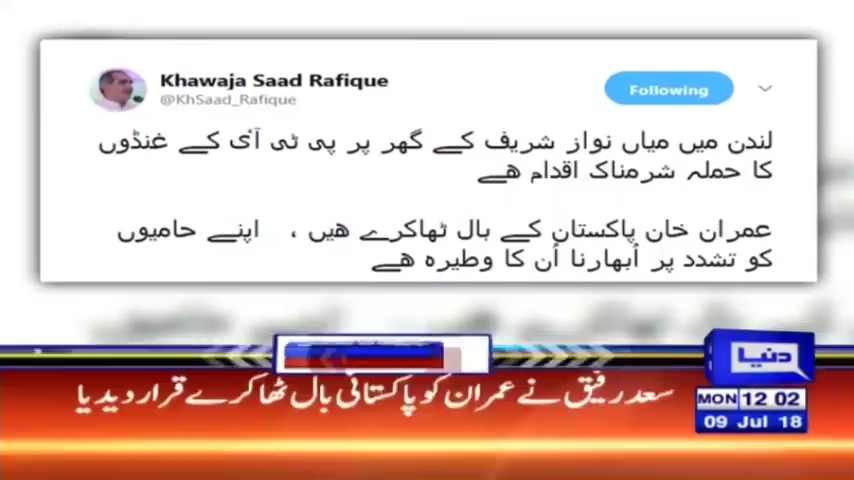 Khawaja Saad Rafique
@KhSaad_Rafique
Following
لندن میں میاں نواز شریف کے گھر پر پی ٹی آئ کے غنڈوں
کا حملہ شرمناک اقدام ھے
عمران خان پاکستان کے بال ٹھاکرے ھیں ، اپنے حامیوں
کو تشدد پر اُبھارنا اُن کا وطیرہ ھے
دنیا
سعد رفیق نے عمران کو پاکستانی بال ٹھاکرے قرار دیدیا
MON 12 02
09 Jul 18